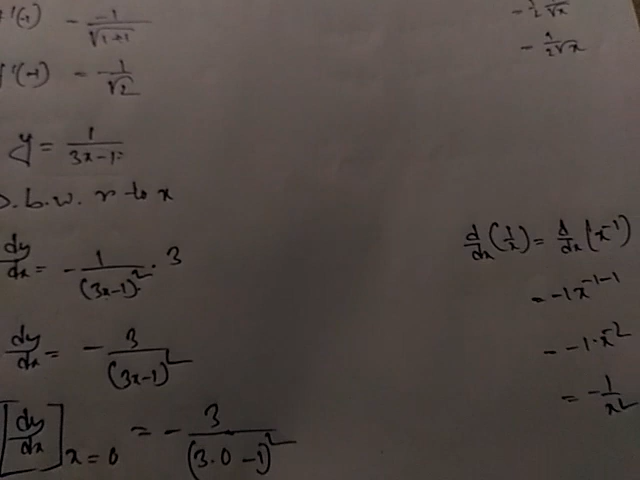 '(-1) - -1/√(1+1)
'(-1) = -1/√2
y = 1/(3x-1)
D. b. w. r to x
dy/dx = - 1/(3x-1)² · 3
dy/dx = - 3/(3x-1)²
[dy/dx]x=0 = - 3/(3·0-1)²
- 1/2√x
- 1/2√x
d/dx (1/x) = d/dx (x⁻¹)
= -1x⁻¹⁻¹
- -1·x⁻²
= -1/x²